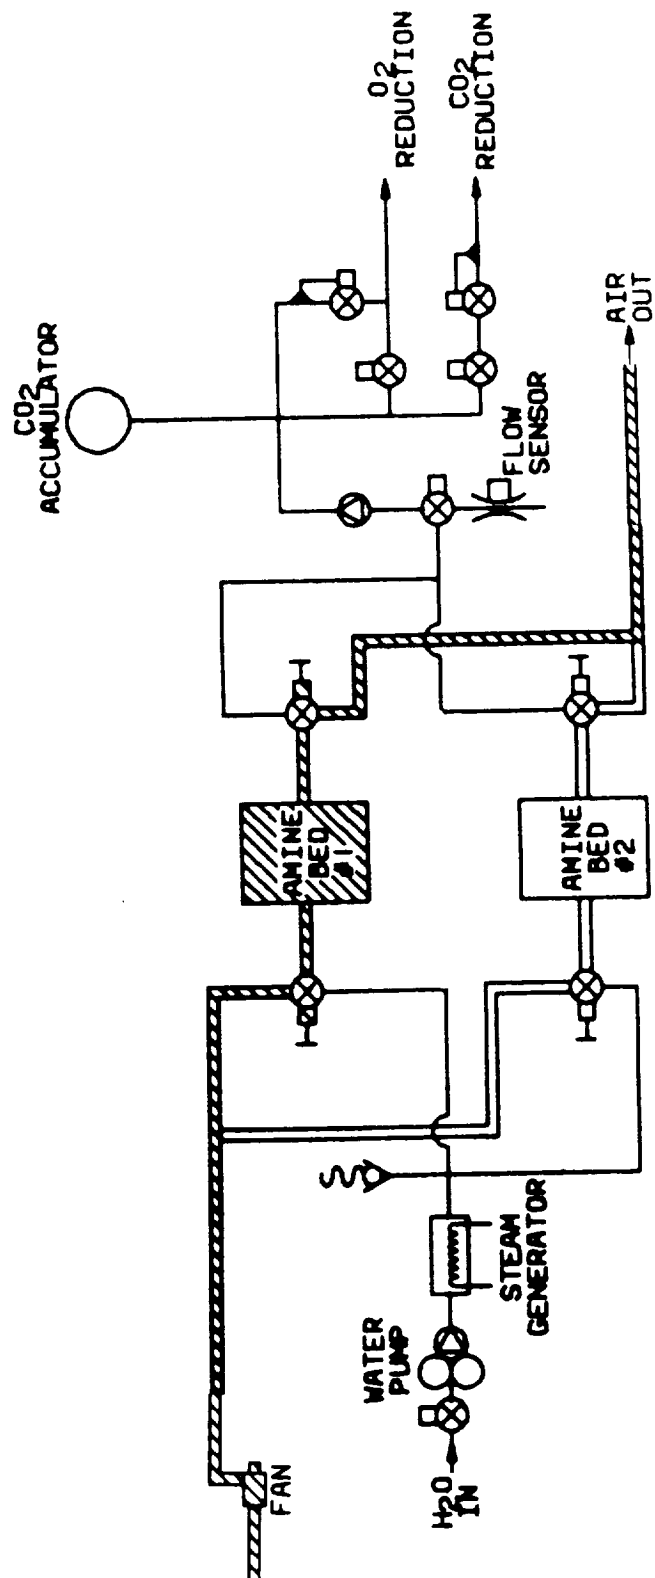 CO2
ACCUMULATOR
O2
REDUCTION
CO2
REDUCTION
FLOW
SENSOR
AIR
OUT
AMINE
BED
#1
AMINE
BED
#2
STEAM
GENERATOR
WATER
PUMP
H2O
IN
FAN